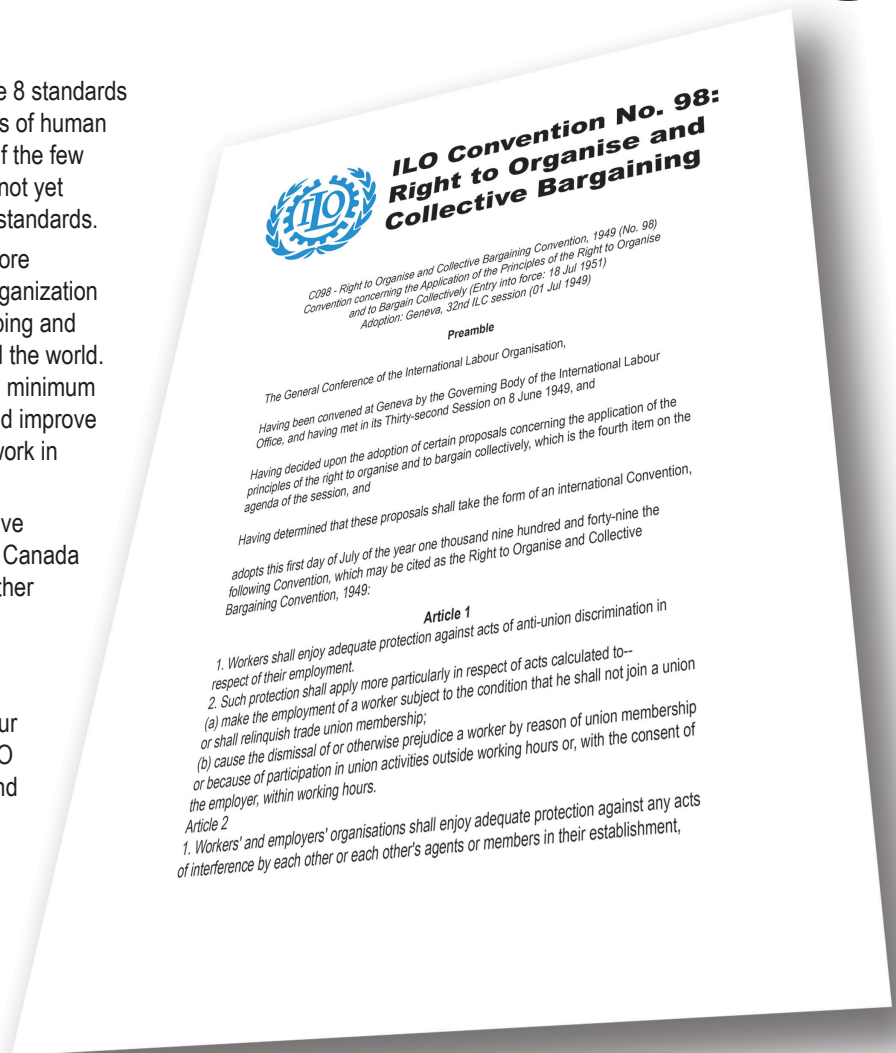 e 8 standards
s of human
f the few
not yet
standards.
ore
ganization
ing and
l the world.
minimum
d improve
work in
ve
Canada
ther
ur
O
nd
ILO Convention No. 98:
Right to Organise and
Collective Bargaining
ILO
C098 - Right to Organise and Collective Bargaining Convention, 1949 (No. 98)
Convention concerning the Application of the Principles of the Right to Organise
and to Bargain Collectively (Entry into force: 18 Jul 1951)
Adoption: Geneva, 32nd ILC session (01 Jul 1949)
Preamble
The General Conference of the International Labour Organisation,
Having been convened at Geneva by the Governing Body of the International Labour
Office, and having met in its Thirty-second Session on 8 June 1949, and
Having decided upon the adoption of certain proposals concerning the application of the
principles of the right to organise and to bargain collectively, which is the fourth item on the
agenda of the session, and
Having determined that these proposals shall take the form of an international Convention,
adopts this first day of July of the year one thousand nine hundred and forty-nine the
following Convention, which may be cited as the Right to Organise and Collective
Bargaining Convention, 1949:
Article 1
1. Workers shall enjoy adequate protection against acts of anti-union discrimination in
respect of their employment.
2. Such protection shall apply more particularly in respect of acts calculated to--
(a) make the employment of a worker subject to the condition that he shall not join a union
or shall relinquish trade union membership;
(b) cause the dismissal of or otherwise prejudice a worker by reason of union membership
or because of participation in union activities outside working hours or, with the consent of
the employer, within working hours.
Article 2
1. Workers' and employers' organisations shall enjoy adequate protection against any acts
of interference by each other or each other's agents or members in their establishment,